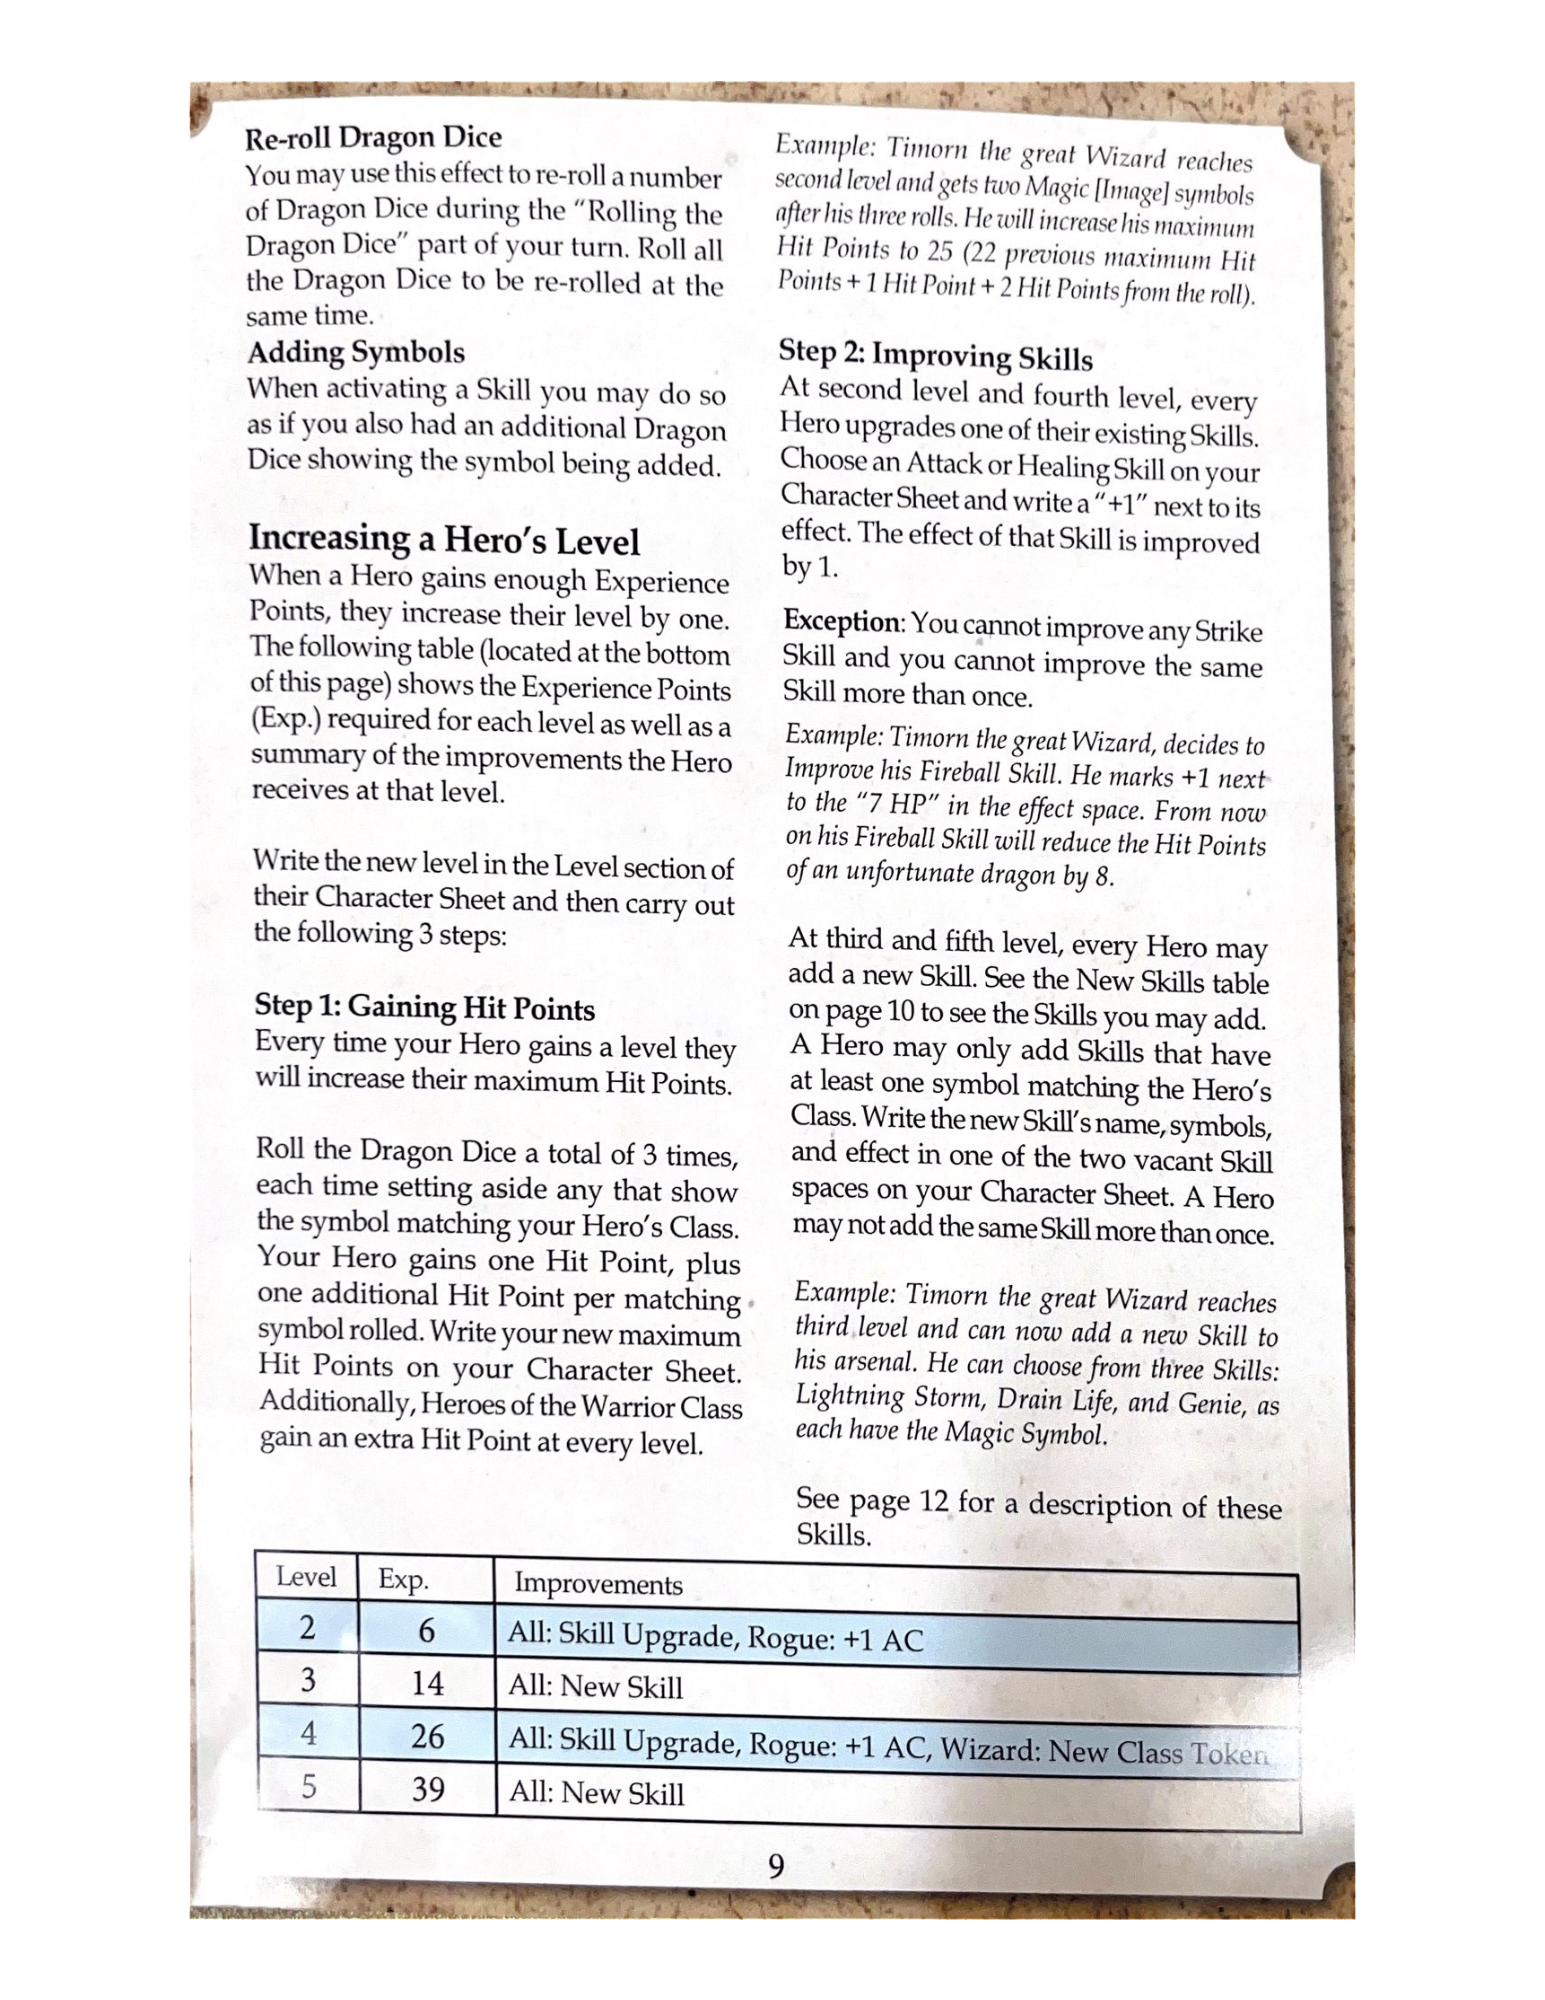 Re-roll Dragon Dice
You may use this effect to re-roll a number
of Dragon Dice during the "Rolling the
Dragon Dice" part of your turn. Roll all
the Dragon Dice to be re-rolled at the
same time.
Adding Symbols
When activating a Skill you may do so
as if you also had an additional Dragon
Dice showing the symbol being added.
Increasing a Hero's Level
When a Hero gains enough Experience
Points, they increase their level by one.
The following table (located at the bottom
of this page) shows the Experience Points
(Exp.) required for each level as well as a
summary of the improvements the Hero
receives at that level.
Write the new level in the Level section of
their Character Sheet and then carry out
the following 3 steps:
Step 1: Gaining Hit Points
Every time your Hero gains a level they
will increase their maximum Hit Points.
Roll the Dragon Dice a total of 3 times,
each time setting aside any that show
the symbol matching your Hero's Class.
Your Hero gains one Hit Point, plus
one additional Hit Point per matching
symbol rolled. Write your new maximum
Hit Points on your Character Sheet.
Additionally, Heroes of the Warrior Class
gain an extra Hit Point at every level.
Example: Timorn the great Wizard reaches
second level and gets two Magic [Image] symbols
after his three rolls. He will increase his maximum
Hit Points to 25 (22 previous maximum Hit
Points + 1 Hit Point + 2 Hit Points from the roll).
Step 2: Improving Skills
At second level and fourth level, every
Hero upgrades one of their existing Skills.
Choose an Attack or Healing Skill on your
Character Sheet and write a "+1" next to its
effect. The effect of that Skill is improved
by 1.
Exception: You cannot improve any Strike
Skill and you cannot improve the same
Skill more than once.
Example: Timorn the great Wizard, decides to
Improve his Fireball Skill. He marks +1 next
to the "7 HP" in the effect space. From now
on his Fireball Skill will reduce the Hit Points
of an unfortunate dragon by 8.
At third and fifth level, every Hero may
add a new Skill. See the New Skills table
on page 10 to see the Skills you may add.
A Hero may only add Skills that have
at least one symbol matching the Hero's
Class. Write the new Skill's name, symbols,
and effect in one of the two vacant Skill
spaces on your Character Sheet. A Hero
may not add the same Skill more than once.
Example: Timorn the great Wizard reaches
third level and can now add a new Skill to
his arsenal. He can choose from three Skills:
Lightning Storm, Drain Life, and Genie, as
each have the Magic Symbol.
See page 12 for a description of these
Skills.
Level Exp. Improvements
2 6 All: Skill Upgrade, Rogue: +1 AC
3 14 All: New Skill
4 26 All: Skill Upgrade, Rogue: +1 AC, Wizard: New Class Token
5 39 All: New Skill
9